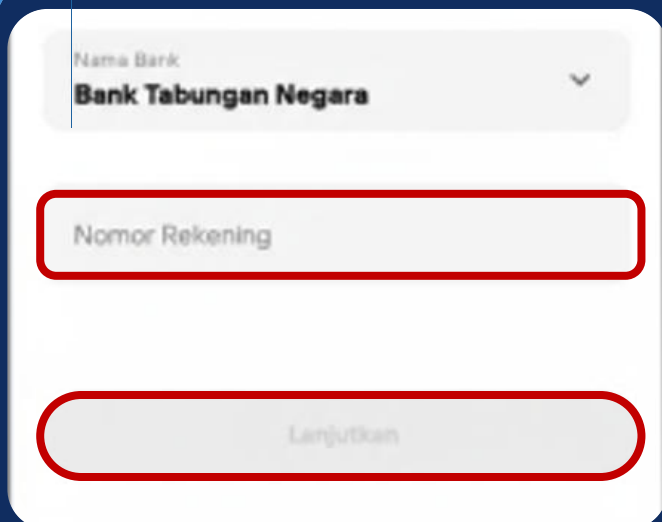 Nama Bank
Bank Tabungan Negara
Nomor Rekening
Lanjutkan